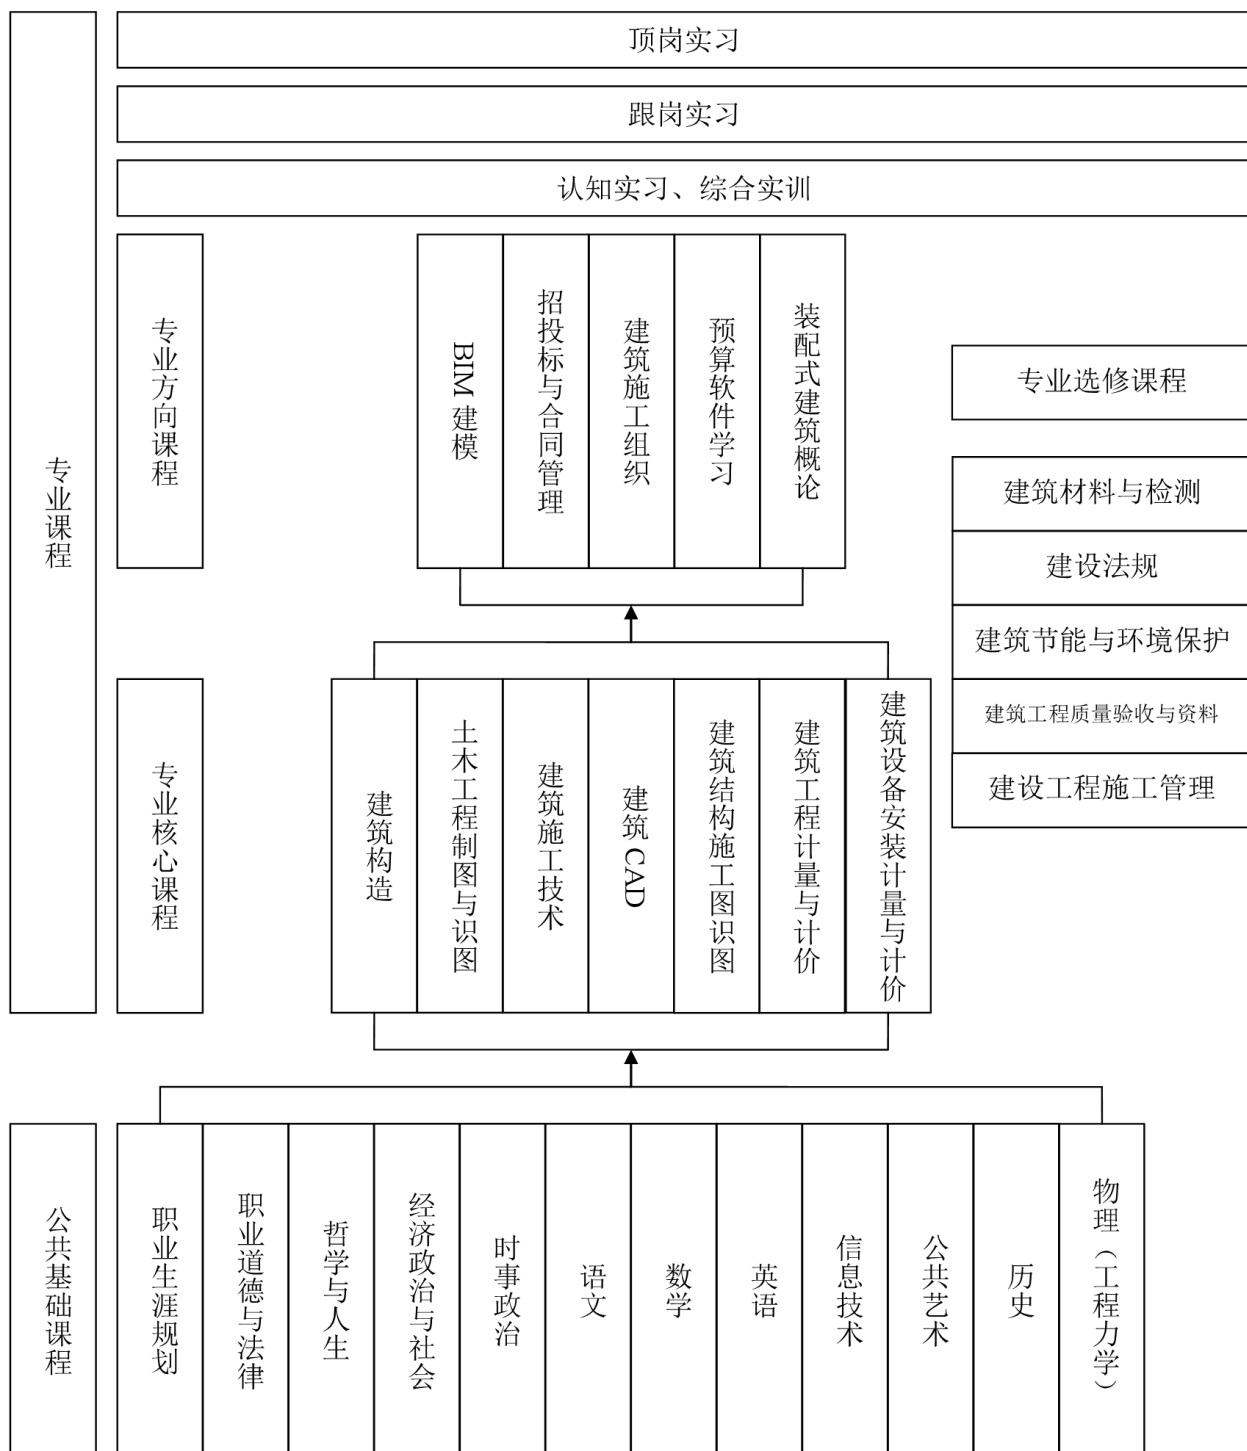 顶岗实习
跟岗实习
认知实习、综合实训
专业课程
专业方向课程
BIM 建模
招投标与合同管理
建筑施工组织
预算软件学习
装配式建筑概论
专业选修课程
建筑材料与检测
建设法规
建筑节能与环境保护
建筑工程质量验收与资料
建设工程施工管理
专业核心课程
建筑构造
土木工程制图与识图
建筑施工技术
建筑 CAD
建筑结构施工图识图
建筑工程计量与计价
建筑设备安装计量与计价
公共基础课程
职业生涯规划
职业道德与法律
哲学与人生
经济政治与社会
时事政治
语文
数学
英语
信息技术
公共艺术
历史
物理（工程力学）